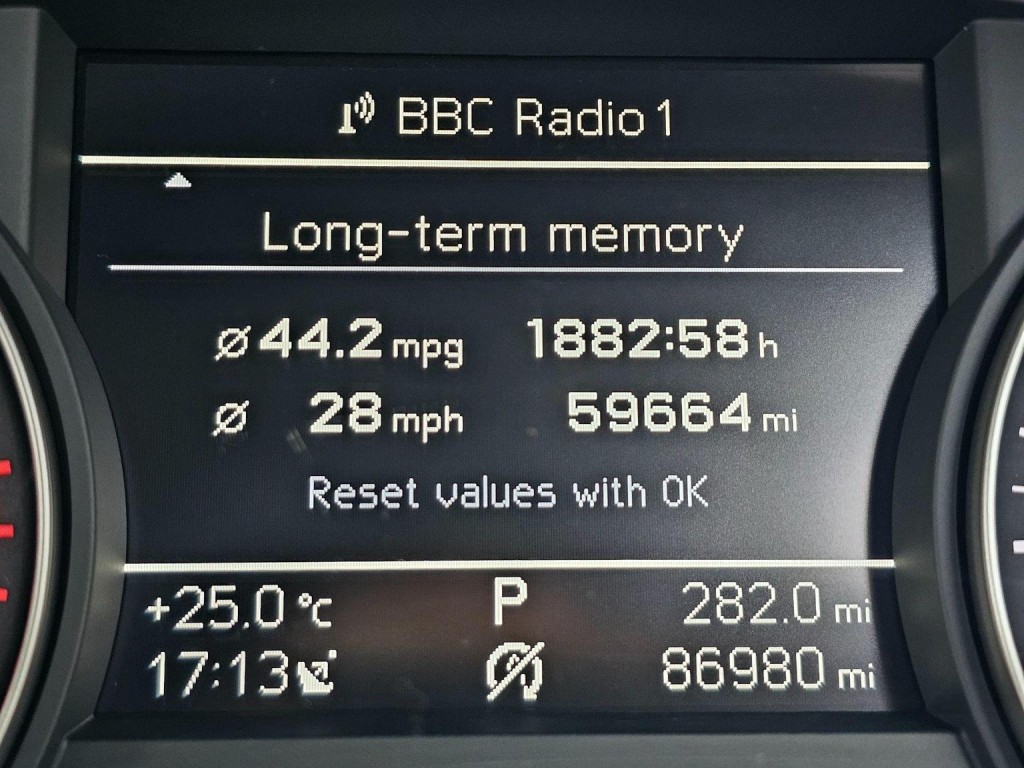 BBC Radio 1
Long-term memory
ø 44.2 mpg 1882:58 h
ø 28 mph 59664 mi
Reset values with OK
+25.0 °C P 282.0 mi
17:13 A 86980 mi